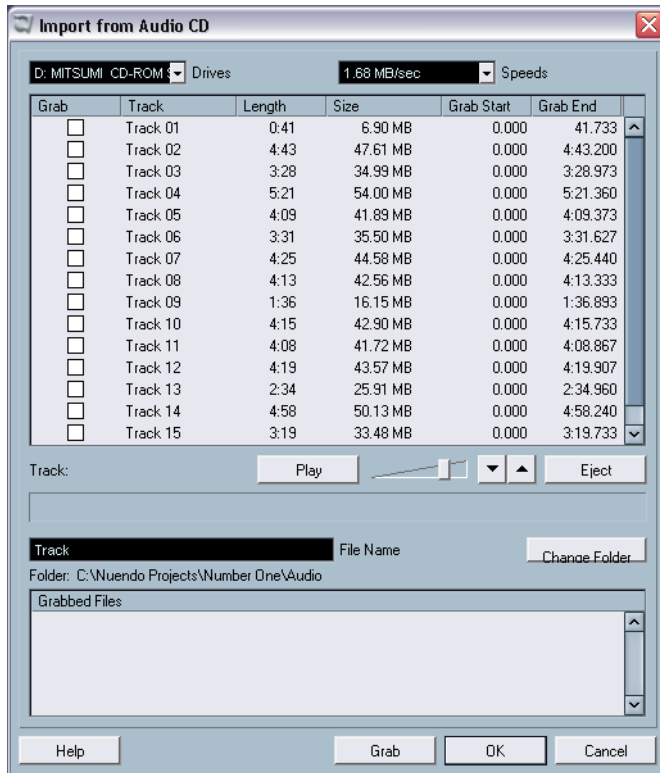 Import from Audio CD
D: MITSUMI CD-ROM Drives 1.68 MB/sec Speeds
Grab Track Length Size Grab Start Grab End
Track 01 0:41 6.90 MB 0.000 41.733
Track 02 4:43 47.61 MB 0.000 4:43.200
Track 03 3:28 34.99 MB 0.000 3:28.973
Track 04 5:21 54.00 MB 0.000 5:21.360
Track 05 4:09 41.89 MB 0.000 4:09.373
Track 06 3:31 35.50 MB 0.000 3:31.627
Track 07 4:25 44.58 MB 0.000 4:25.440
Track 08 4:13 42.56 MB 0.000 4:13.333
Track 09 1:36 16.15 MB 0.000 1:36.893
Track 10 4:15 42.90 MB 0.000 4:15.733
Track 11 4:08 41.72 MB 0.000 4:08.867
Track 12 4:19 43.57 MB 0.000 4:19.907
Track 13 2:34 25.91 MB 0.000 2:34.960
Track 14 4:58 50.13 MB 0.000 4:58.240
Track 15 3:19 33.48 MB 0.000 3:19.733
Track: Play Eject
Track File Name Change Folder
Folder: C:\Nuendo Projects\Number One\Audio
Grabbed Files
Help Grab OK Cancel